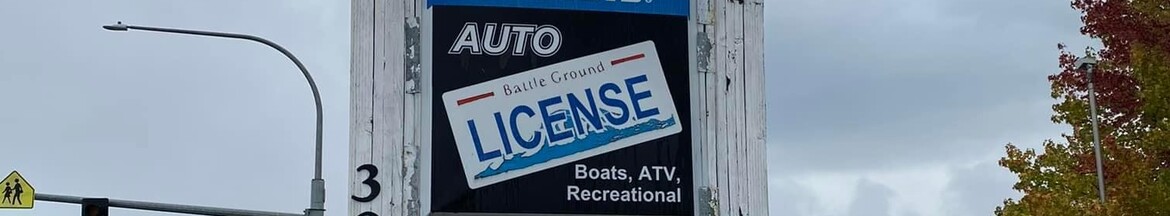 AUTO
Battle Ground
LICENSE
Boats, ATV,
Recreational
3